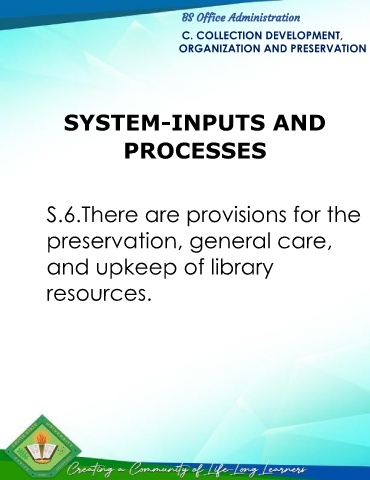 BS Office Administration
C. COLLECTION DEVELOPMENT,
ORGANIZATION AND PRESERVATION
SYSTEM-INPUTS AND
PROCESSES
S.6.There are provisions for the
preservation, general care,
and upkeep of library
resources.
Creating a Community of Life-Long Learners